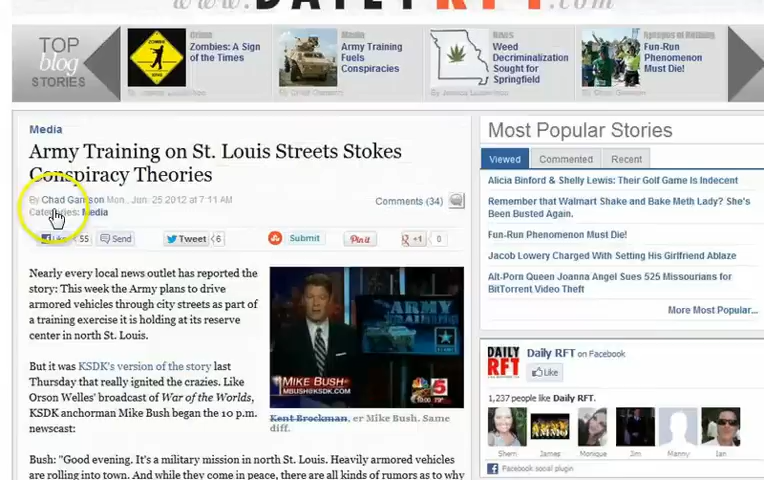 www.DAILYRFT.com
TOP
blog
STORIES
Crime
Zombies: A Sign
of the Times
Media
Army Training
Fuels
Conspiracies
NEWS
Weed
Decriminalization
Sought for
Springfield
Fun-Run
Phenomenon
Must Die!
Media
Army Training on St. Louis Streets Stokes
Conspiracy Theories
By Chad Garrison Mon., Jun. 25 2012 at 7:11 AM
Categories: Media
Comments (34)
Like 55
Send
Tweet 6
Submit
Pin it
+1 0
Nearly every local news outlet has reported the
story: This week the Army plans to drive
armored vehicles through city streets as part of
a training exercise it is holding at its reserve
center in north St. Louis.
But it was KSDK's version of the story last
Thursday that really ignited the crazies. Like
Orson Welles' broadcast of War of the Worlds,
KSDK anchorman Mike Bush began the 10 p.m.
newscast:
ARMY
TRAINING
MIKE BUSH
MBUSH@KSDK.COM
5
Kent Brockman, er Mike Bush. Same
diff.
Bush: "Good evening. It's a military mission in north St. Louis. Heavily armored vehicles
are rolling into town. And while they come in peace, there are all kinds of rumors as to why
Most Popular Stories
Viewed
Commented
Recent
Alicia Binford & Shelly Lewis: Their Golf Game Is Indecent
Remember that Walmart Shake and Bake Meth Lady? She's
Been Busted Again.
Fun-Run Phenomenon Must Die!
Jacob Lowery Charged With Setting His Girlfriend Ablaze
Alt-Porn Queen Joanna Angel Sues 525 Missourians for
BitTorrent Video Theft
More Most Popular...
DAILY
RFT
Daily RFT on Facebook
Like
1,237 people like Daily RFT.
Sherri
James
Monique
Jim
Manny
Ian
Facebook social plugin